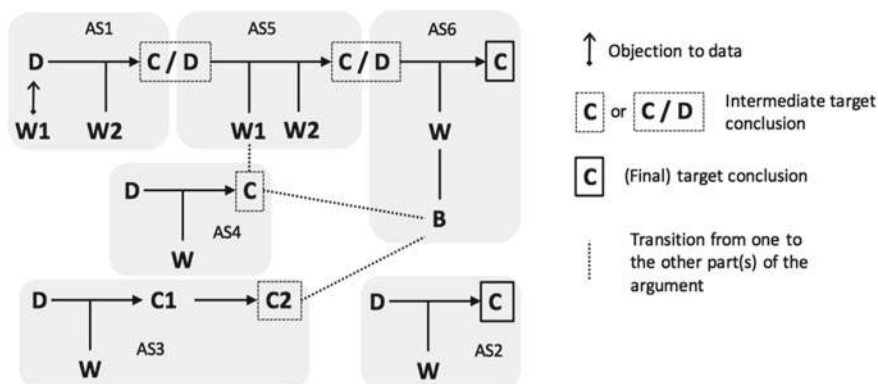 AS1
AS5
AS6
D
C / D
C / D
C
W1
W2
W1
W2
W
D
C
B
AS4
W
D
C1
C2
D
C
AS3
AS2
W
W
Objection to data
C or C / D Intermediate target
conclusion
C (Final) target conclusion
Transition from one to
the other part(s) of the
argument